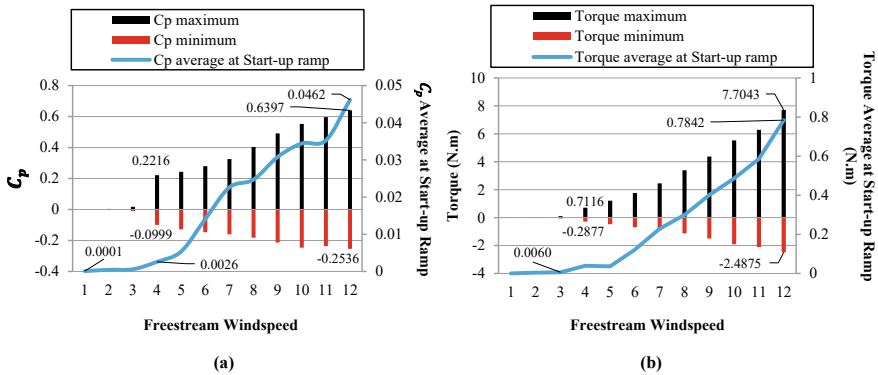 Cp maximum
Cp minimum
Cp average at Start-up ramp
0.8
0.6
0.4
0.2
0
-0.2
-0.4
Cp
0.05
0.04
0.03
0.02
0.01
0
Cp Average at Start-up Ramp
0.0462
0.6397
0.2216
-0.0999
0.0001
0.0026
-0.2536
1 2 3 4 5 6 7 8 9 10 11 12
Freestream Windspeed
(a)
Torque maximum
Torque minimum
Torque average at Start-up ramp
10
8
6
4
2
0
-2
-4
Torque (N.m)
1
0.8
0.6
0.4
0.2
0
Torque Average at Start-up Ramp (N.m)
7.7043
0.7842
0.7116
-0.2877
0.0060
-2.4875
1 2 3 4 5 6 7 8 9 10 11 12
Freestream Windspeed
(b)